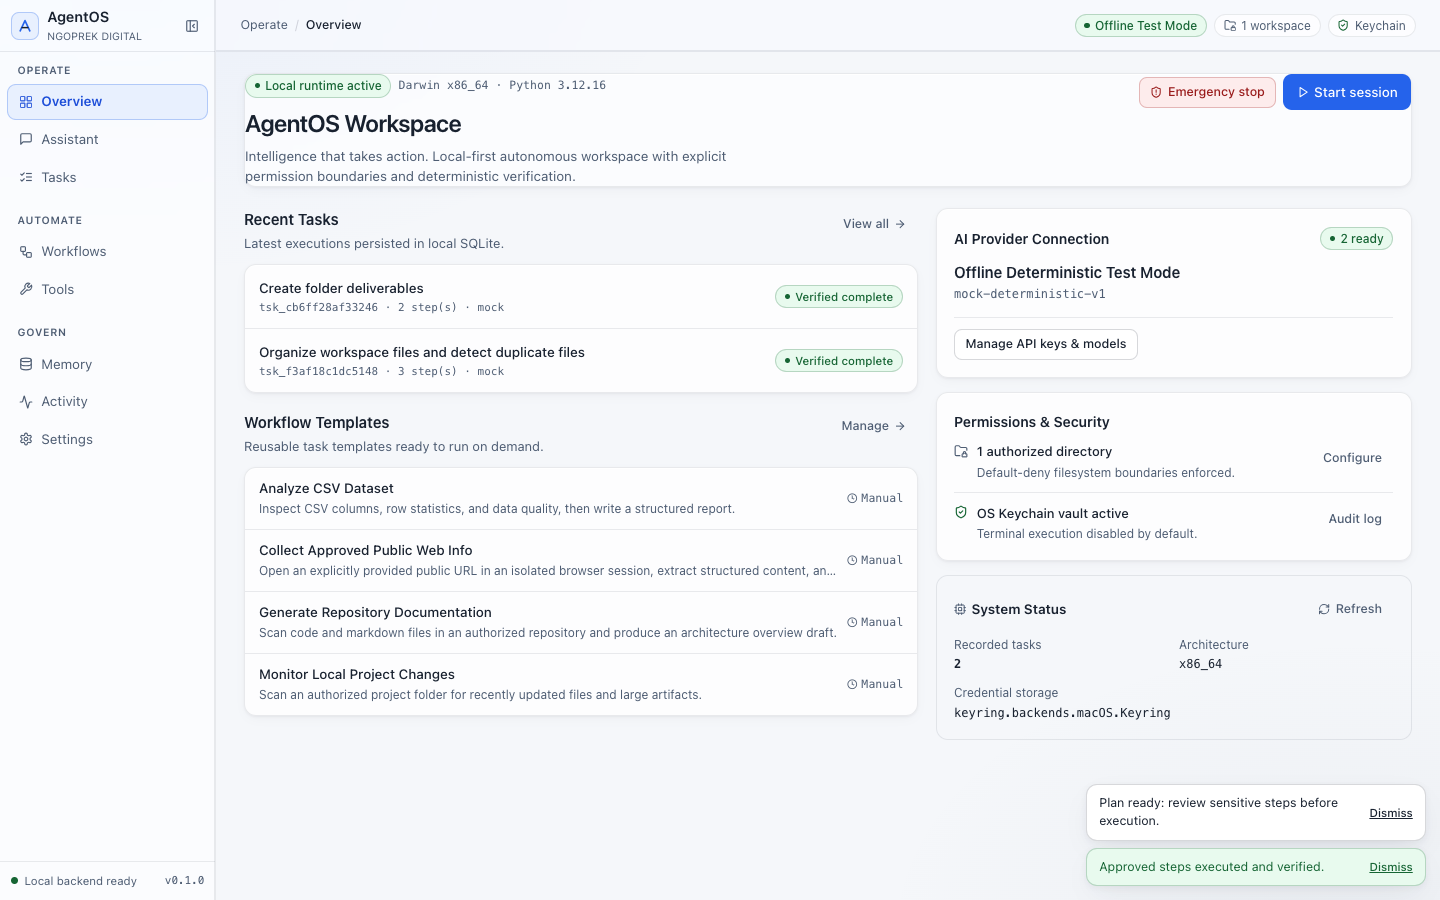 AgentOS
NGOPREK DIGITAL
OPERATE
Overview
Assistant
Tasks
AUTOMATE
Workflows
Tools
GOVERN
Memory
Activity
Settings
Local backend ready v0.1.0
Operate / Overview
Offline Test Mode
1 workspace
Keychain
Local runtime active
Darwin x86_64 · Python 3.12.16
Emergency stop
Start session
AgentOS Workspace
Intelligence that takes action. Local-first autonomous workspace with explicit
permission boundaries and deterministic verification.
Recent Tasks
View all →
Latest executions persisted in local SQLite.
Create folder deliverables
tsk_cb6ff28af33246 · 2 step(s) · mock
Verified complete
Organize workspace files and detect duplicate files
tsk_f3af18c1dc5148 · 3 step(s) · mock
Verified complete
Workflow Templates
Manage →
Reusable task templates ready to run on demand.
Analyze CSV Dataset
Inspect CSV columns, row statistics, and data quality, then write a structured report.
Manual
Collect Approved Public Web Info
Open an explicitly provided public URL in an isolated browser session, extract structured content, an...
Manual
Generate Repository Documentation
Scan code and markdown files in an authorized repository and produce an architecture overview draft.
Manual
Monitor Local Project Changes
Scan an authorized project folder for recently updated files and large artifacts.
Manual
AI Provider Connection
2 ready
Offline Deterministic Test Mode
mock-deterministic-v1
Manage API keys & models
Permissions & Security
1 authorized directory
Default-deny filesystem boundaries enforced.
Configure
OS Keychain vault active
Terminal execution disabled by default.
Audit log
System Status
Refresh
Recorded tasks
2
Architecture
x86_64
Credential storage
keyring.backends.macOS.Keyring
Plan ready: review sensitive steps before
execution.
Dismiss
Approved steps executed and verified.
Dismiss